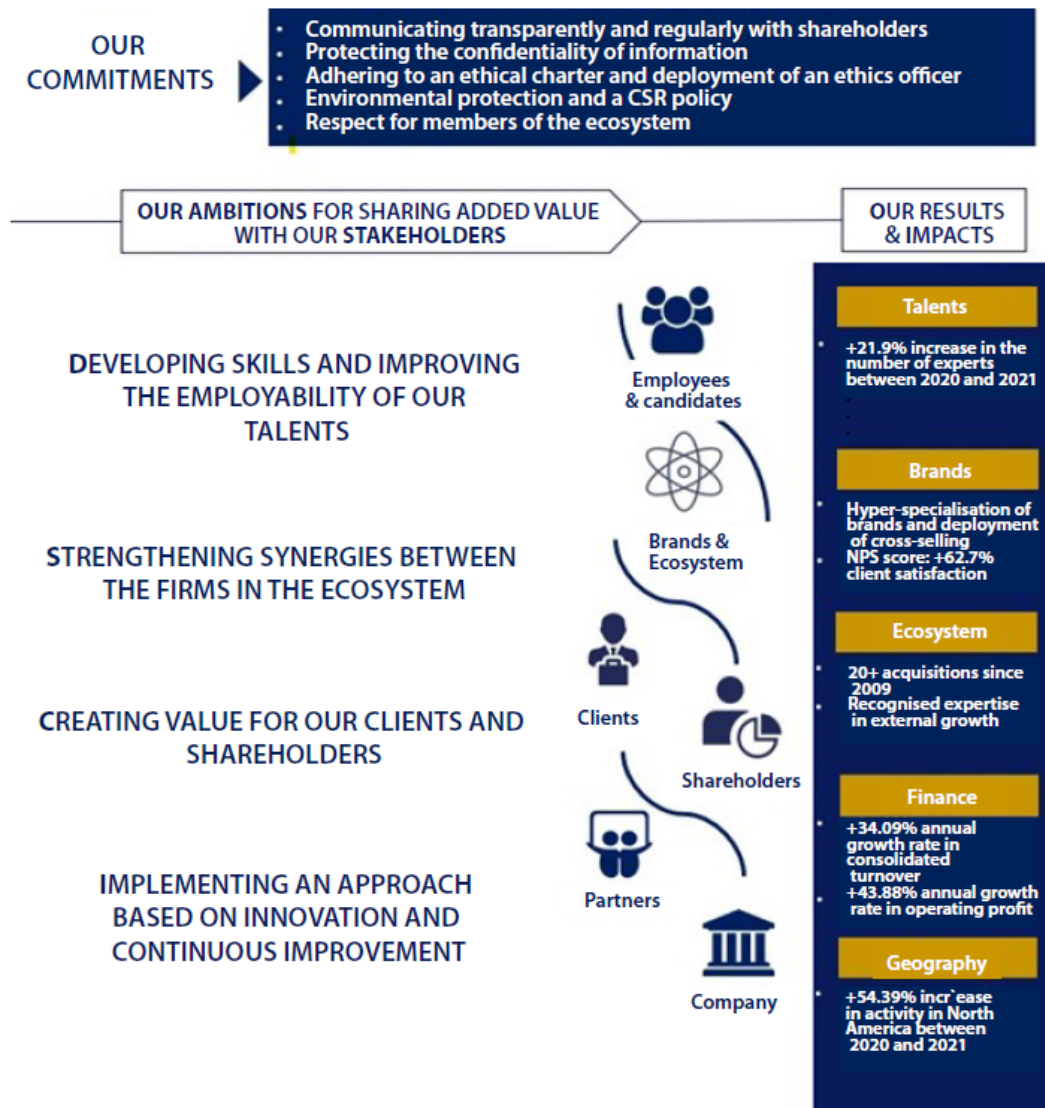 OUR
COMMITMENTS
• Communicating transparently and regularly with shareholders
• Protecting the confidentiality of information
• Adhering to an ethical charter and deployment of an ethics officer
• Environmental protection and a CSR policy
• Respect for members of the ecosystem
OUR AMBITIONS FOR SHARING ADDED VALUE
WITH OUR STAKEHOLDERS
OUR RESULTS
& IMPACTS
DEVELOPING SKILLS AND IMPROVING
THE EMPLOYABILITY OF OUR
TALENTS
STRENGTHENING SYNERGIES BETWEEN
THE FIRMS IN THE ECOSYSTEM
CREATING VALUE FOR OUR CLIENTS AND
SHAREHOLDERS
IMPLEMENTING AN APPROACH
BASED ON INNOVATION AND
CONTINUOUS IMPROVEMENT
Employees
& candidates
Brands &
Ecosystem
Clients
Shareholders
Partners
Company
Talents
• +21.9% increase in the
number of experts
between 2020 and 2021
Brands
• Hyper-specialisation of
brands and deployment
of cross-selling
• NPS score: +62.7%
client satisfaction
Ecosystem
• 20+ acquisitions since
2009
• Recognised expertise
in external growth
Finance
• +34.09% annual
growth rate in
consolidated
turnover
• +43.88% annual growth
rate in operating profit
Geography
• +54.39% incr`ease
in activity in North
America between
2020 and 2021